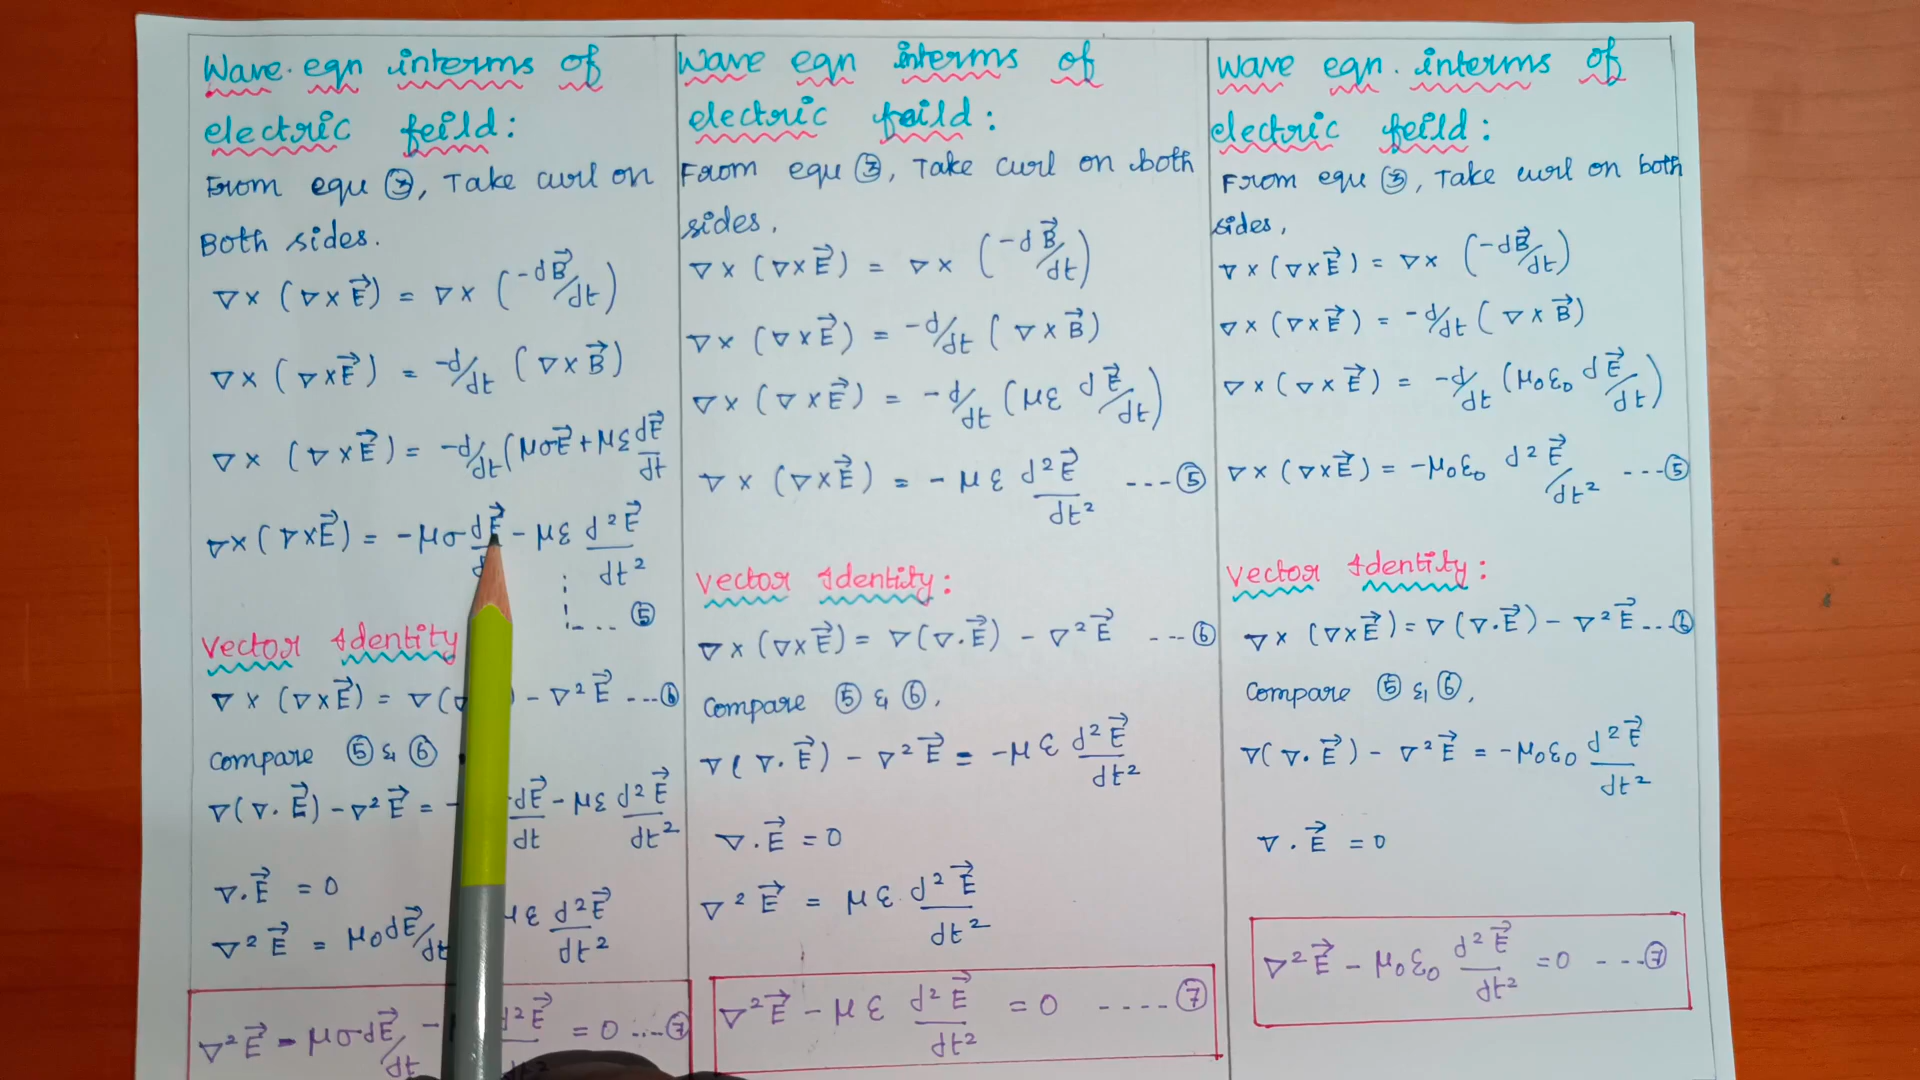 Wave eqn interms of
electric feild:
From equ ③, Take curl on
Both sides.
∇ × (∇ × E⃗) = ∇ × (-dB⃗/dt)
∇ × (∇ × E⃗) = -d/dt (∇ × B⃗)
∇ × (∇ × E⃗) = -d/dt (μσE⃗ + με dE⃗/dt
∇ × (∇ × E⃗) = -μσ dE⃗ - με d²E⃗/dt²
--- ⑤
Vector Identity
∇ × (∇ × E⃗) = ∇( - ∇²E⃗ ---⑥
Compare ⑤ & ⑥
∇(∇.E⃗) - ∇²E⃗ = - dE⃗/dt - με d²E⃗/dt²
∇.E⃗ = 0
∇²E⃗ = μσdE⃗/dt με d²E⃗/dt²
∇²E⃗ - μσdE⃗/dt - d²E⃗ = 0 ---⑦
Wave eqn interms of
electric feild:
From equ ③, Take curl on both
sides,
∇ × (∇ × E⃗) = ∇ × (-dB⃗/dt)
∇ × (∇ × E⃗) = -d/dt (∇ × B⃗)
∇ × (∇ × E⃗) = -d/dt (με dE⃗/dt)
∇ × (∇ × E⃗) = -με d²E⃗/dt² ---⑤
Vector Identity:
∇ × (∇ × E⃗) = ∇(∇.E⃗) - ∇²E⃗ ---⑥
Compare ⑤ & ⑥,
∇(∇.E⃗) - ∇²E⃗ = -με d²E⃗/dt²
∇.E⃗ = 0
∇²E⃗ = με d²E⃗/dt²
∇²E⃗ - με d²E⃗/dt² = 0 ----⑦
Wave eqn. interms of
electric feild:
From equ ③, Take curl on both
sides,
∇ × (∇ × E⃗) = ∇ × (-dB⃗/dt)
∇ × (∇ × E⃗) = -d/dt (∇ × B⃗)
∇ × (∇ × E⃗) = -d/dt (μ₀ε₀ dE⃗/dt)
∇ × (∇ × E⃗) = -μ₀ε₀ d²E⃗/dt² ---⑤
Vector Identity:
∇ × (∇ × E⃗) = ∇(∇.E⃗) - ∇²E⃗ ---⑥
Compare ⑤ & ⑥,
∇(∇.E⃗) - ∇²E⃗ = -μ₀ε₀ d²E⃗/dt²
∇.E⃗ = 0
∇²E⃗ - μ₀ε₀ d²E⃗/dt² = 0 ---⑦